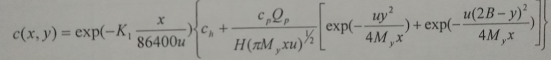 c(x, y) = exp(−K₁ x/(86400u)) { c_h + c_p Q_p/(H(πM_y xu)^{1/2}) [ exp(−uy²/(4M_y x)) + exp(−u(2B − y)²/(4M_y x)) ] }